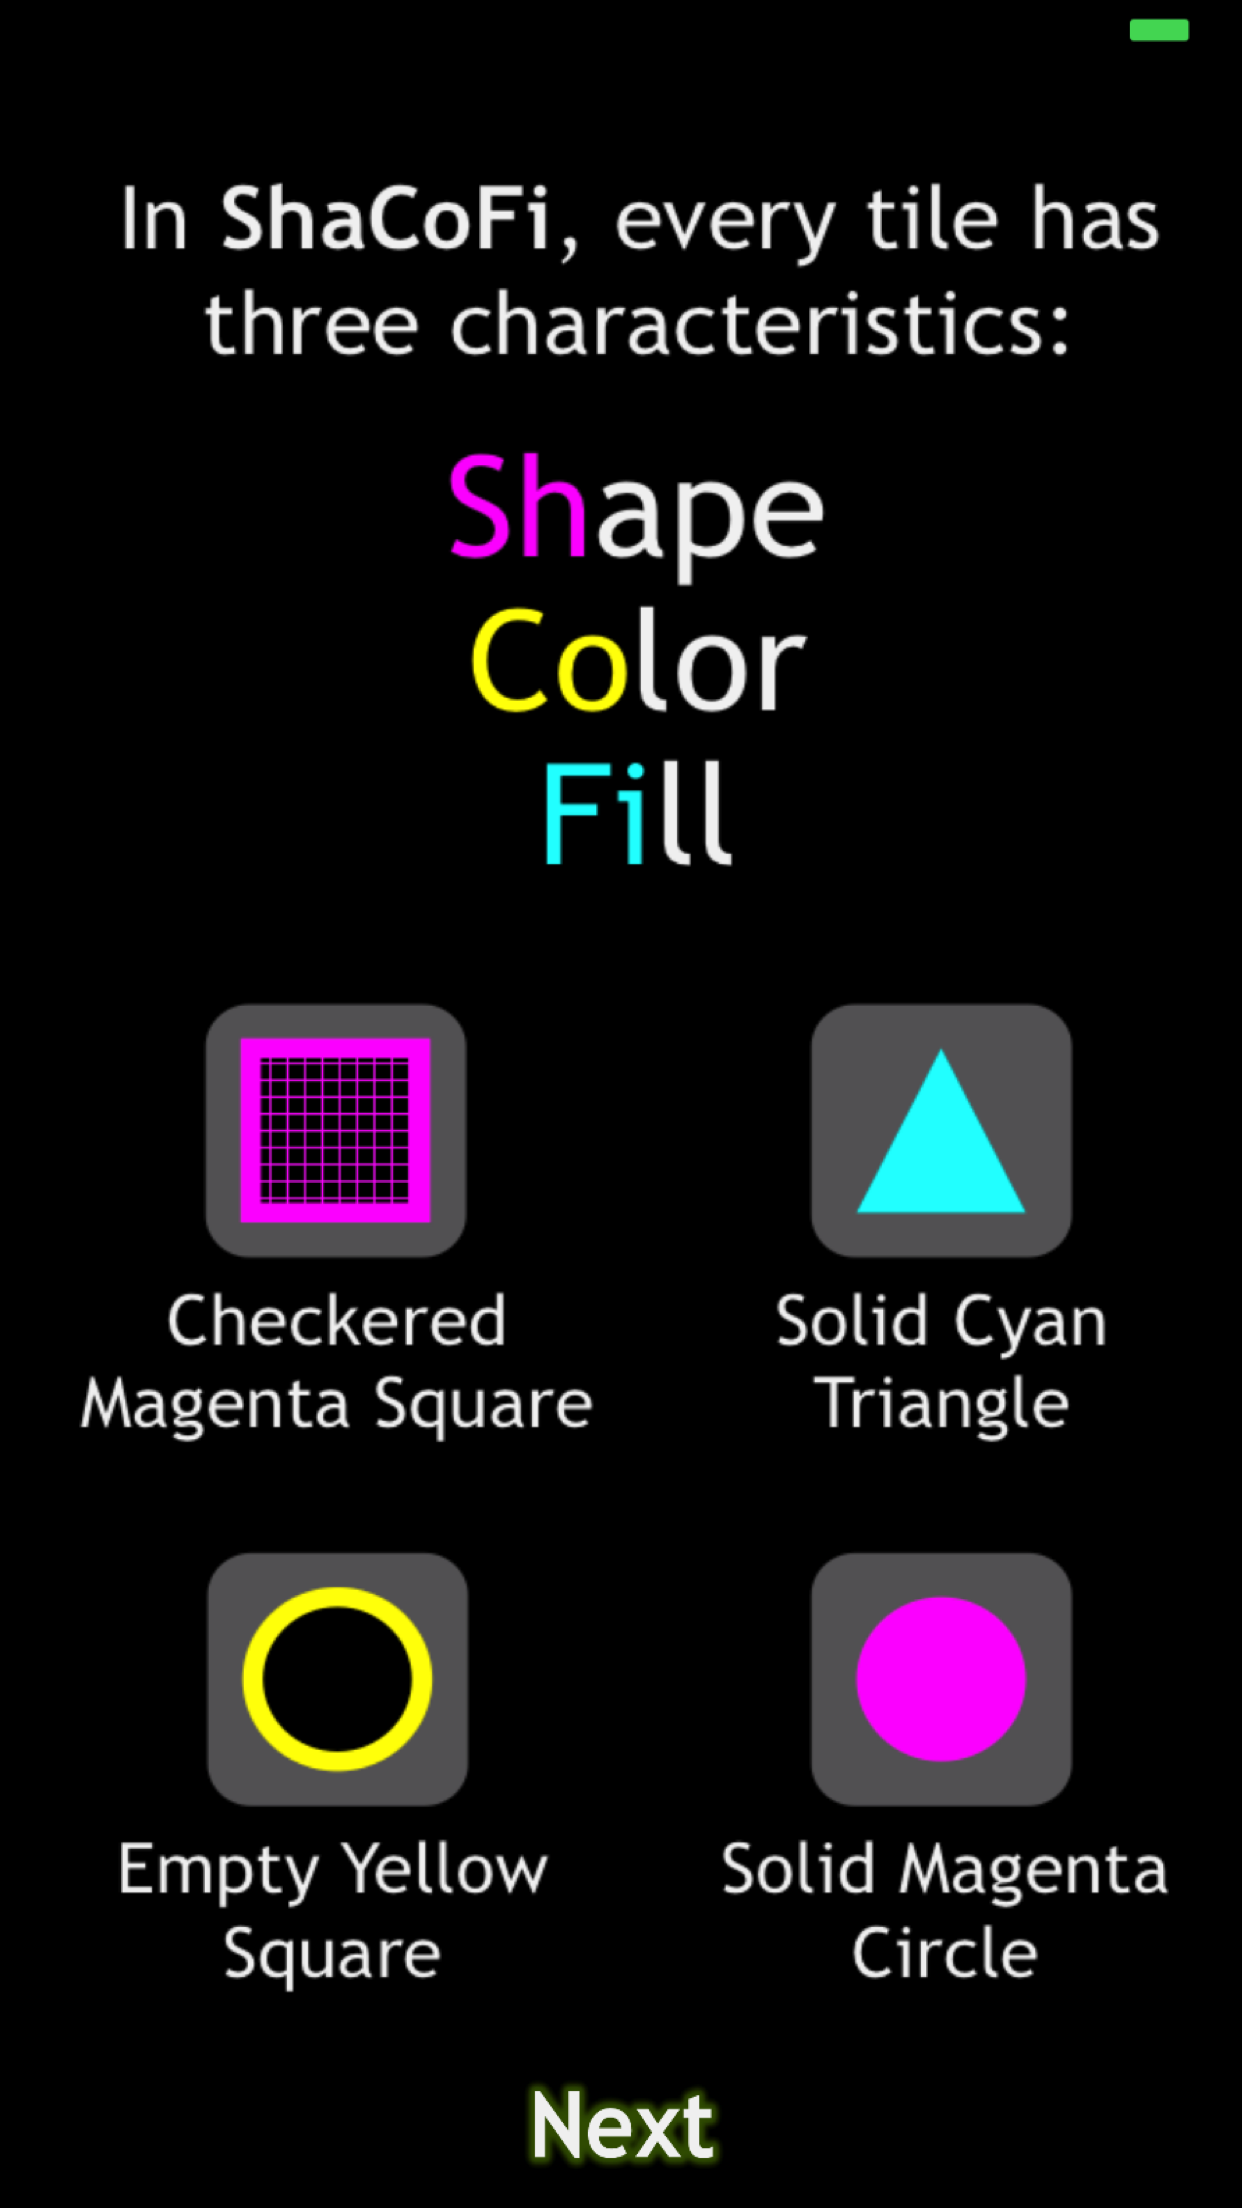 In ShaCoFi, every tile has
three characteristics:
Shape
Color
Fill
Checkered
Magenta Square
Solid Cyan
Triangle
Empty Yellow
Square
Solid Magenta
Circle
Next